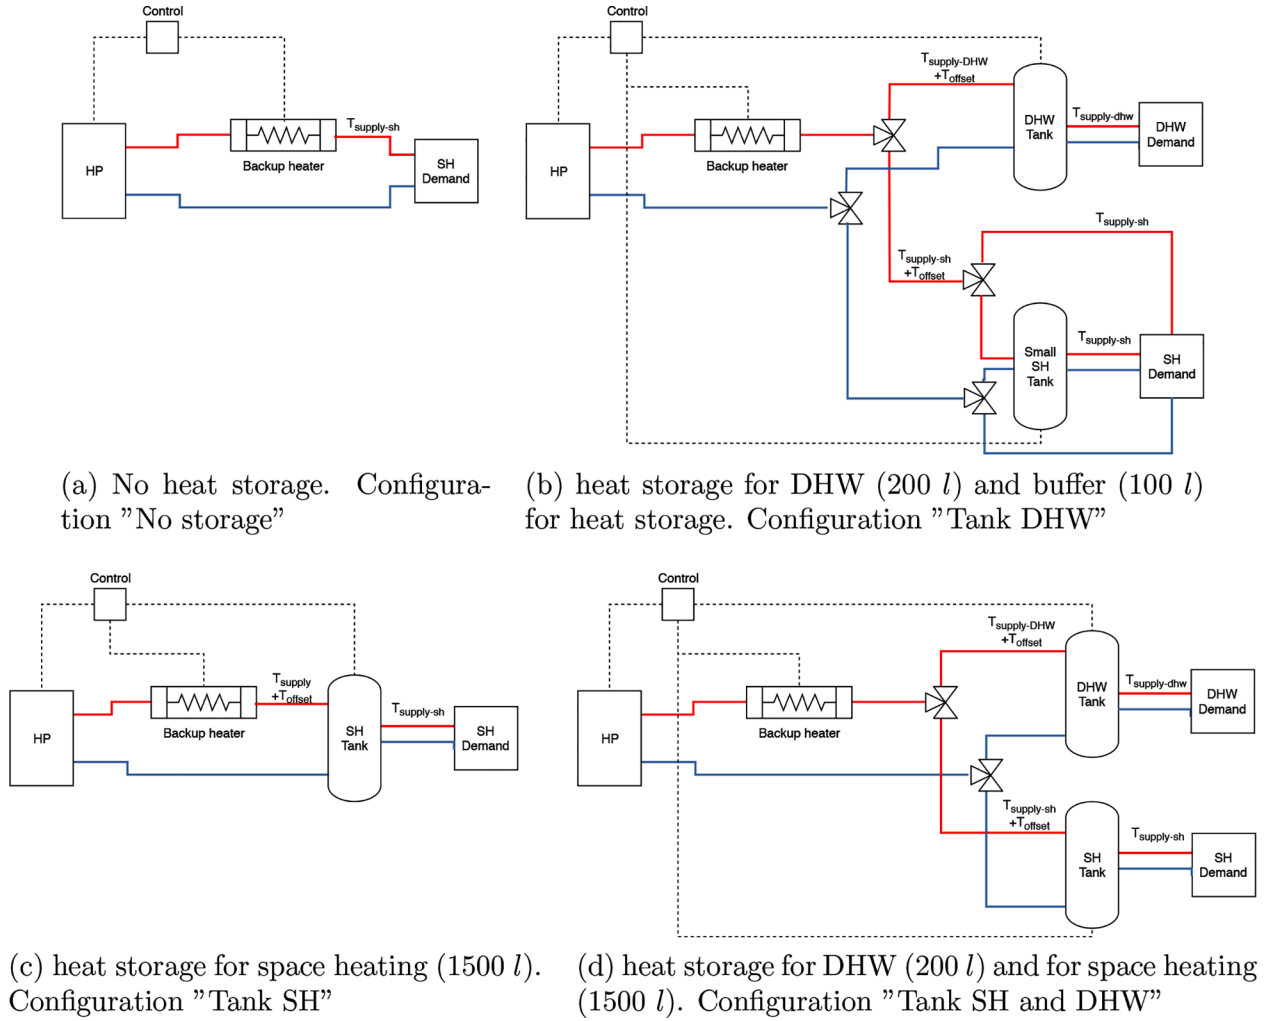 Control
HP
Backup heater
Tsupply-sh
SH
Demand
(a) No heat storage. Configura-
tion "No storage"
Control
HP
Backup heater
Tsupply-DHW
+Toffset
DHW
Tank
Tsupply-dhw
DHW
Demand
Tsupply-sh
+Toffset
Tsupply-sh
Small
SH
Tank
Tsupply-sh
SH
Demand
(b) heat storage for DHW (200 l) and buffer (100 l)
for heat storage. Configuration "Tank DHW"
Control
HP
Backup heater
Tsupply
+Toffset
SH
Tank
Tsupply-sh
SH
Demand
(c) heat storage for space heating (1500 l).
Configuration "Tank SH"
Control
HP
Backup heater
Tsupply-DHW
+Toffset
DHW
Tank
Tsupply-dhw
DHW
Demand
Tsupply-sh
+Toffset
SH
Tank
Tsupply-sh
SH
Demand
(d) heat storage for DHW (200 l) and for space heating
(1500 l). Configuration "Tank SH and DHW"